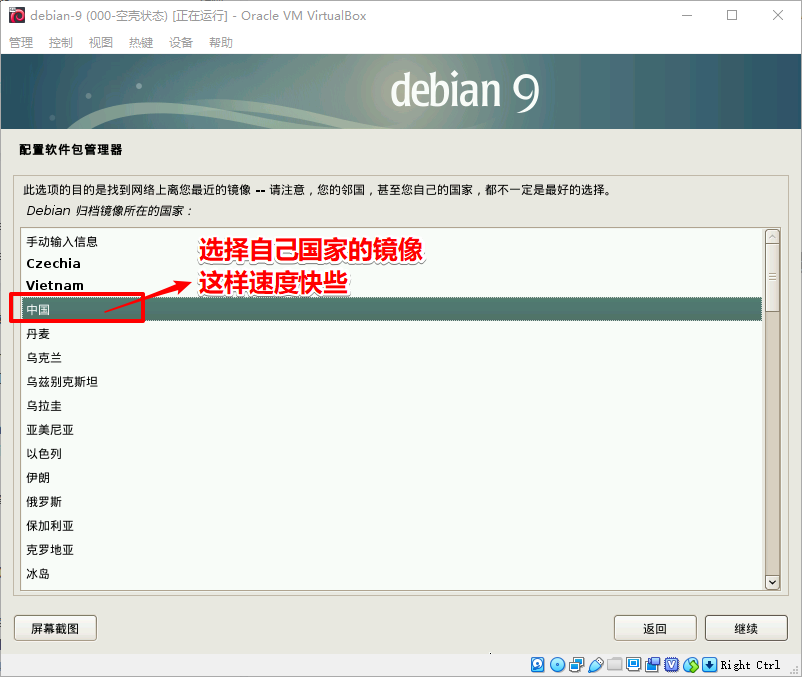 debian-9 (000-空壳状态) [正在运行] - Oracle VM VirtualBox
管理 控制 视图 热键 设备 帮助
debian 9
配置软件包管理器
此选项的目的是找到网络上离您最近的镜像 -- 请注意，您的邻国，甚至您自己的国家，都不一定是最好的选择。
Debian 归档镜像所在的国家：
手动输入信息
选择自己国家的镜像
Czechia
这样速度快些
Vietnam
中国
丹麦
乌克兰
乌兹别克斯坦
乌拉圭
亚美尼亚
以色列
伊朗
俄罗斯
保加利亚
克罗地亚
冰岛
屏幕截图 返回 继续
Right Ctrl